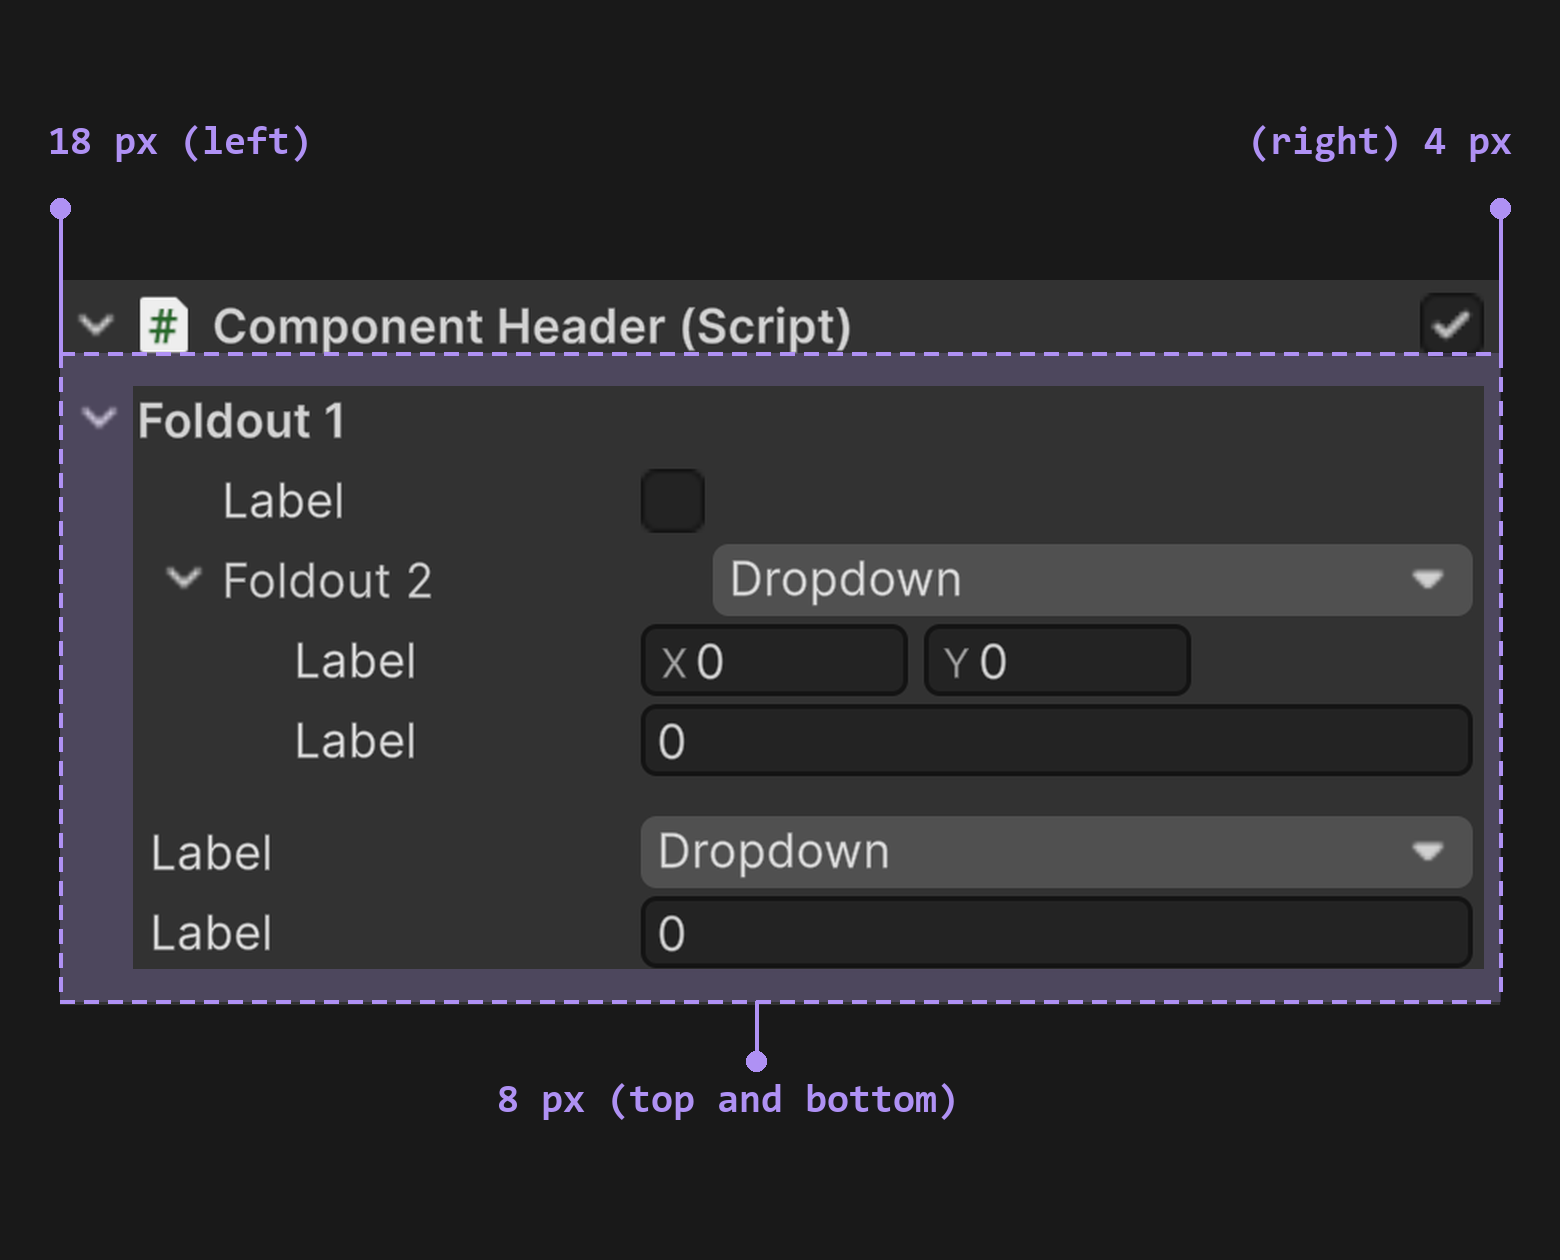 18 px (left)
(right) 4 px
# Component Header (Script)
Foldout 1
Label
Foldout 2 Dropdown
Label X 0 Y 0
Label 0
Label Dropdown
Label 0
8 px (top and bottom)